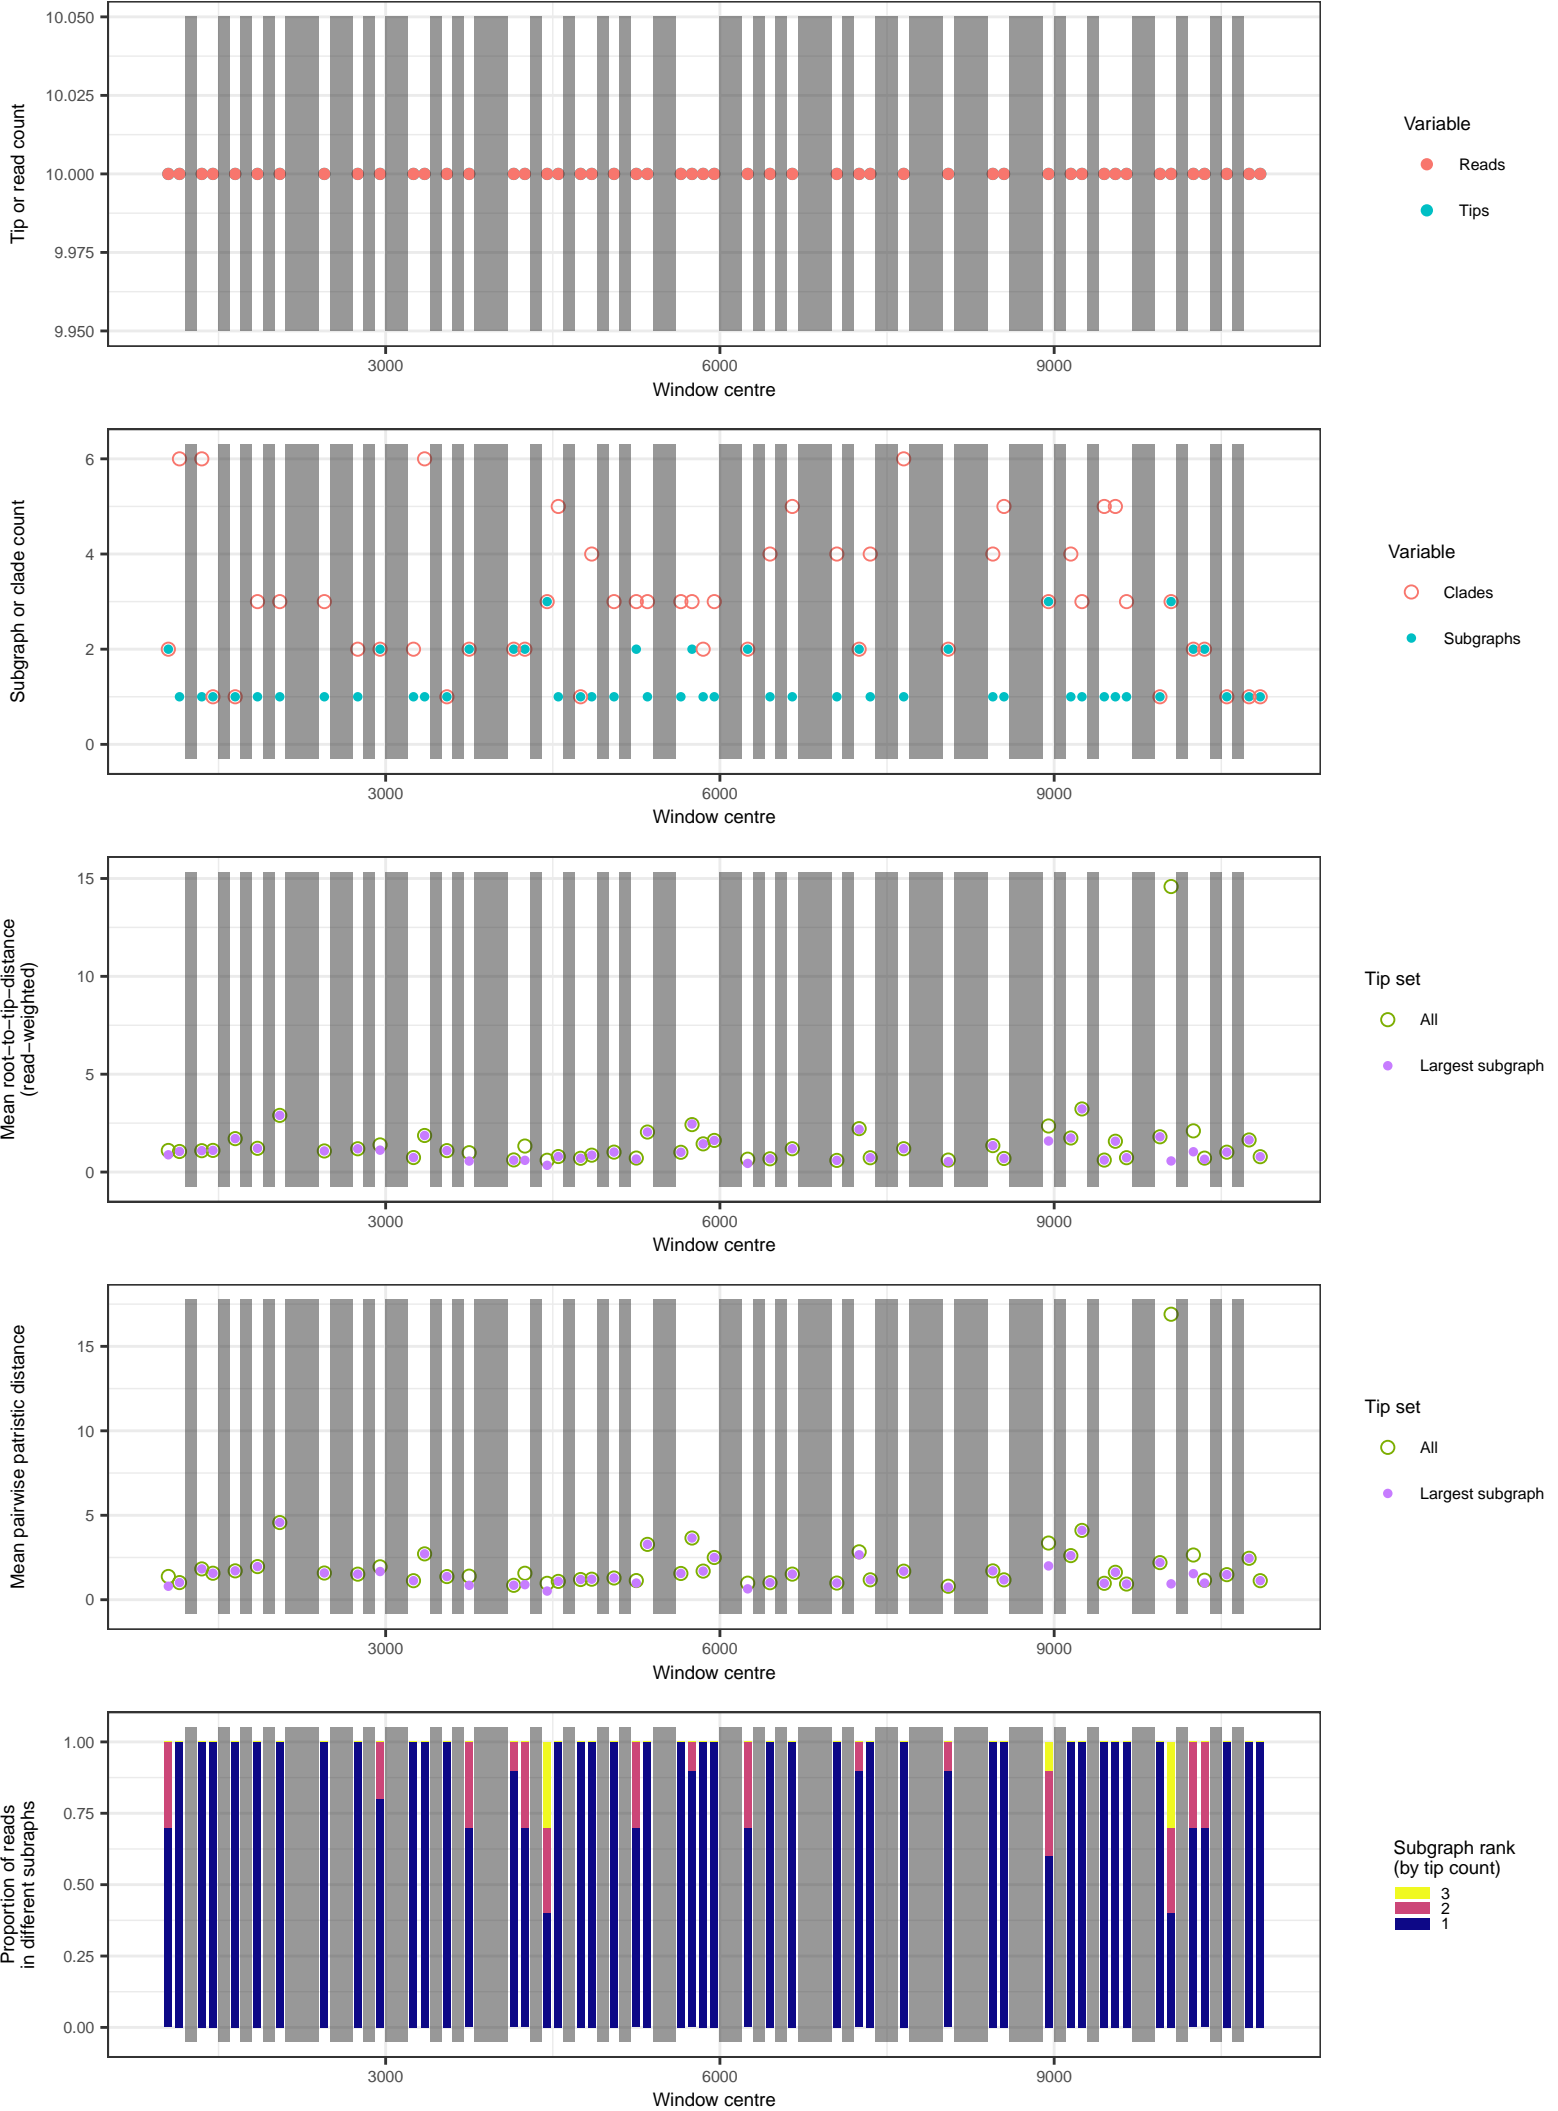 10.050
10.025
10.000
9.975
9.950
Tip or read count
3000
6000
9000
Window centre
Variable
Reads
Tips
6
4
2
0
Subgraph or clade count
3000
6000
9000
Window centre
Variable
Clades
Subgraphs
15
10
5
0
Mean root−to−tip−distance
(read−weighted)
3000
6000
9000
Window centre
Tip set
All
Largest subgraph
15
10
5
0
Mean pairwise patristic distance
3000
6000
9000
Window centre
Tip set
All
Largest subgraph
1.00
0.75
0.50
0.25
0.00
Proportion of reads
in different subraphs
3000
6000
9000
Window centre
Subgraph rank
(by tip count)
3
2
1